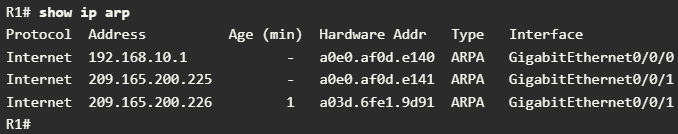 R1# show ip arp
Protocol  Address          Age (min)  Hardware Addr   Type   Interface
Internet  192.168.10.1            -   a0e0.af0d.e140  ARPA   GigabitEthernet0/0/0
Internet  209.165.200.225         -   a0e0.af0d.e141  ARPA   GigabitEthernet0/0/1
Internet  209.165.200.226         1   a03d.6fe1.9d91  ARPA   GigabitEthernet0/0/1
R1#